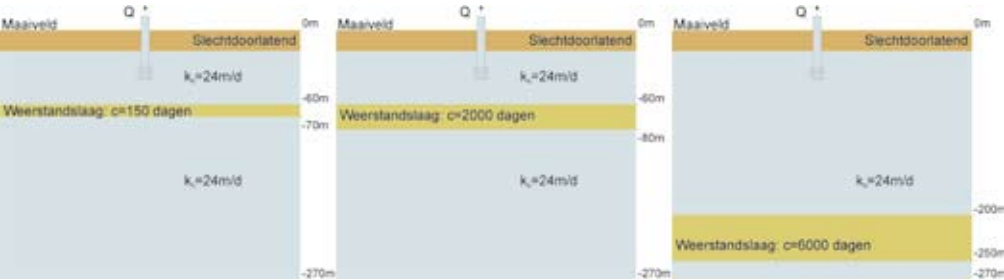 Q
Maaiveld
0m
Slechtdoorlatend
kₕ=24m/d
-60m
Weerstandslaag: c=150 dagen
-70m
kₕ=24m/d
-270m
Q
Maaiveld
0m
Slechtdoorlatend
kₕ=24m/d
-60m
Weerstandslaag: c=2000 dagen
-80m
kₕ=24m/d
-270m
Q
Maaiveld
0m
Slechtdoorlatend
kₕ=24m/d
-200m
Weerstandslaag: c=6000 dagen
-250m
-270m